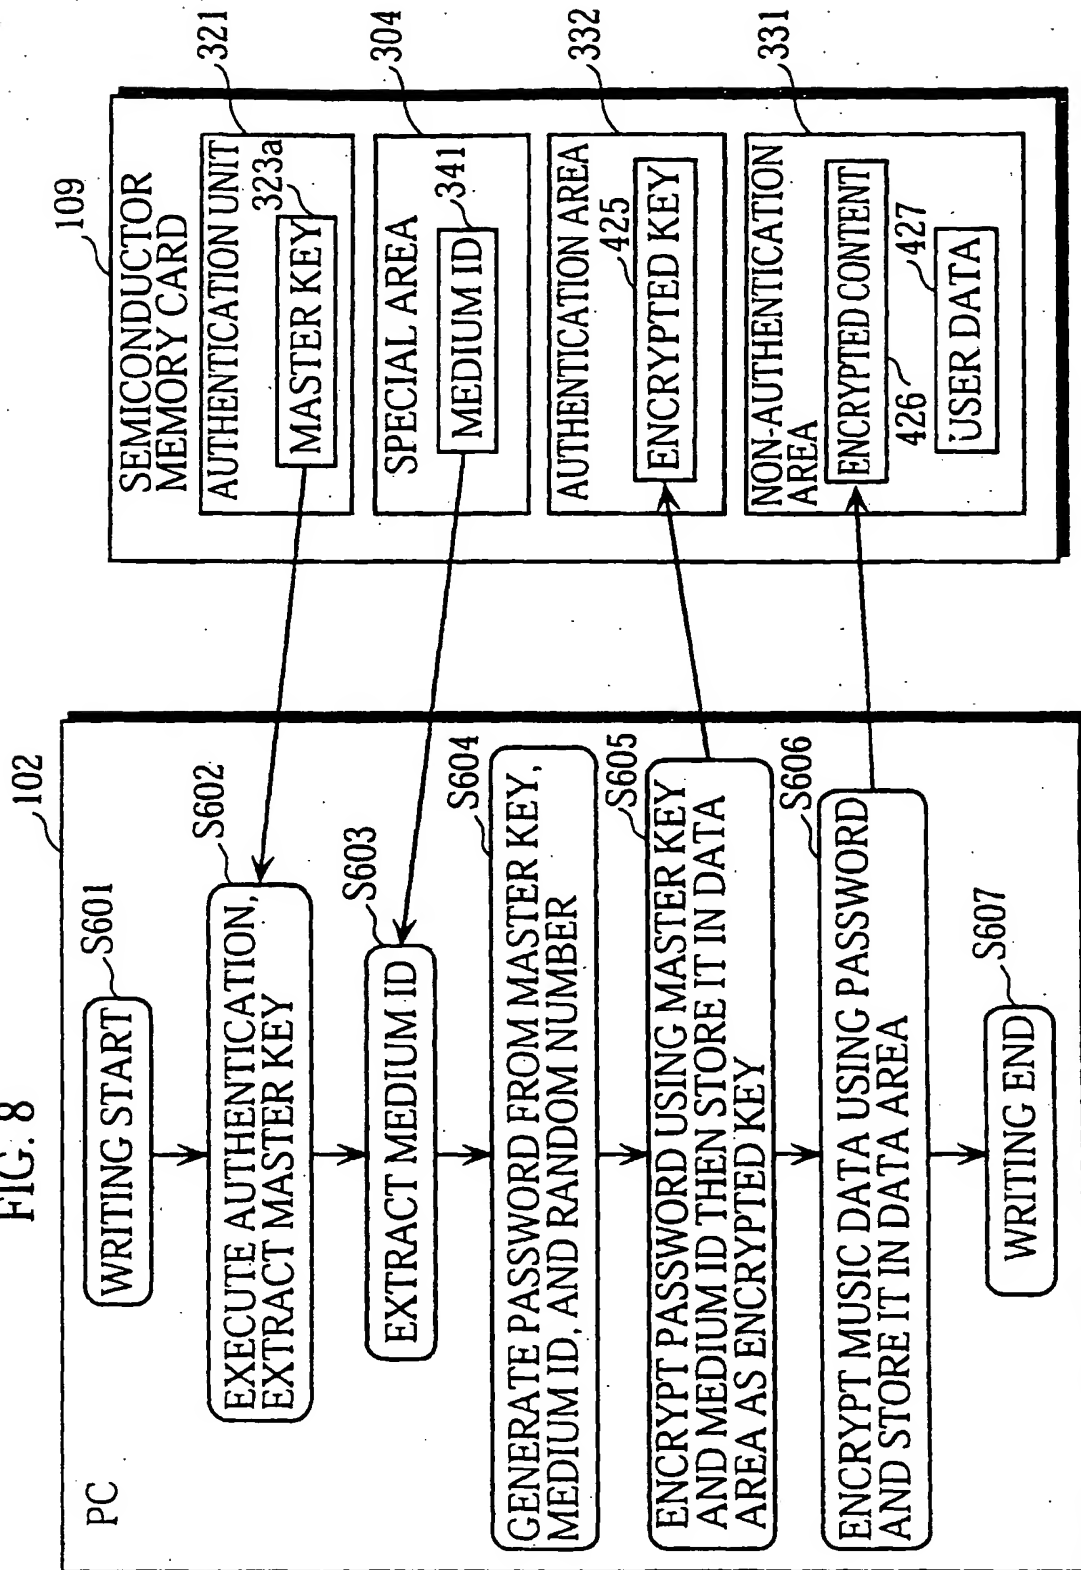 FIG. 8
102
PC
WRITING START
S601
EXECUTE AUTHENTICATION,
EXTRACT MASTER KEY
S602
EXTRACT MEDIUM ID
S603
GENERATE PASSWORD FROM MASTER KEY,
MEDIUM ID, AND RANDOM NUMBER
S604
ENCRYPT PASSWORD USING MASTER KEY
AND MEDIUM ID THEN STORE IT IN DATA
AREA AS ENCRYPTED KEY
S605
ENCRYPT MUSIC DATA USING PASSWORD
AND STORE IT IN DATA AREA
S606
WRITING END
S607
109
SEMICONDUCTOR
MEMORY CARD
AUTHENTICATION UNIT
321
323a
MASTER KEY
SPECIAL AREA
304
341
MEDIUM ID
AUTHENTICATION AREA
332
425
ENCRYPTED KEY
NON-AUTHENTICATION
AREA
331
ENCRYPTED CONTENT
426
427
USER DATA